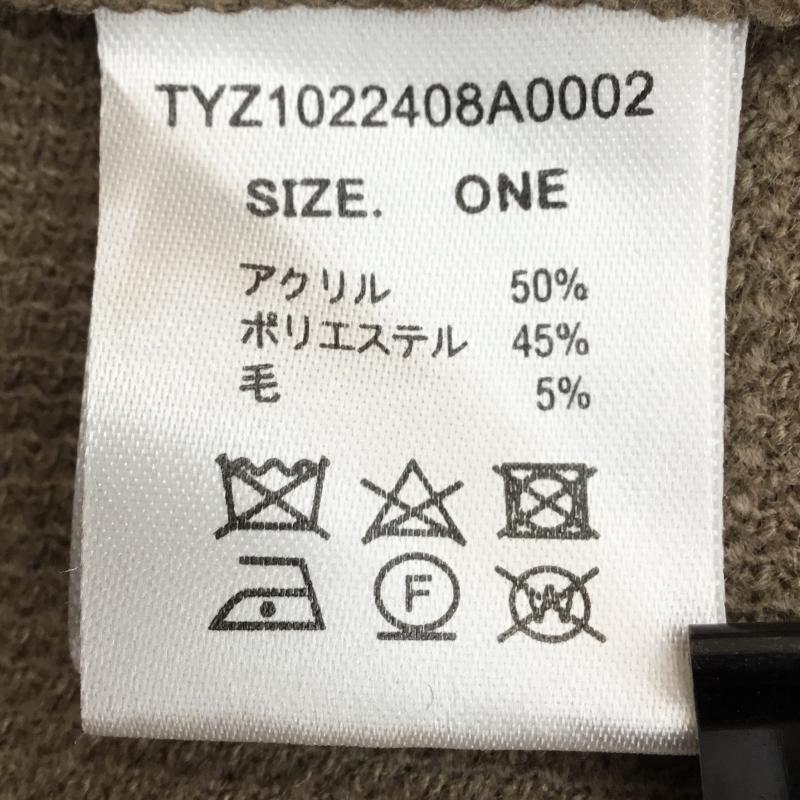 TYZ1022408A0002
SIZE. ONE
アクリル 50%
ポリエステル 45%
毛 5%
F
W